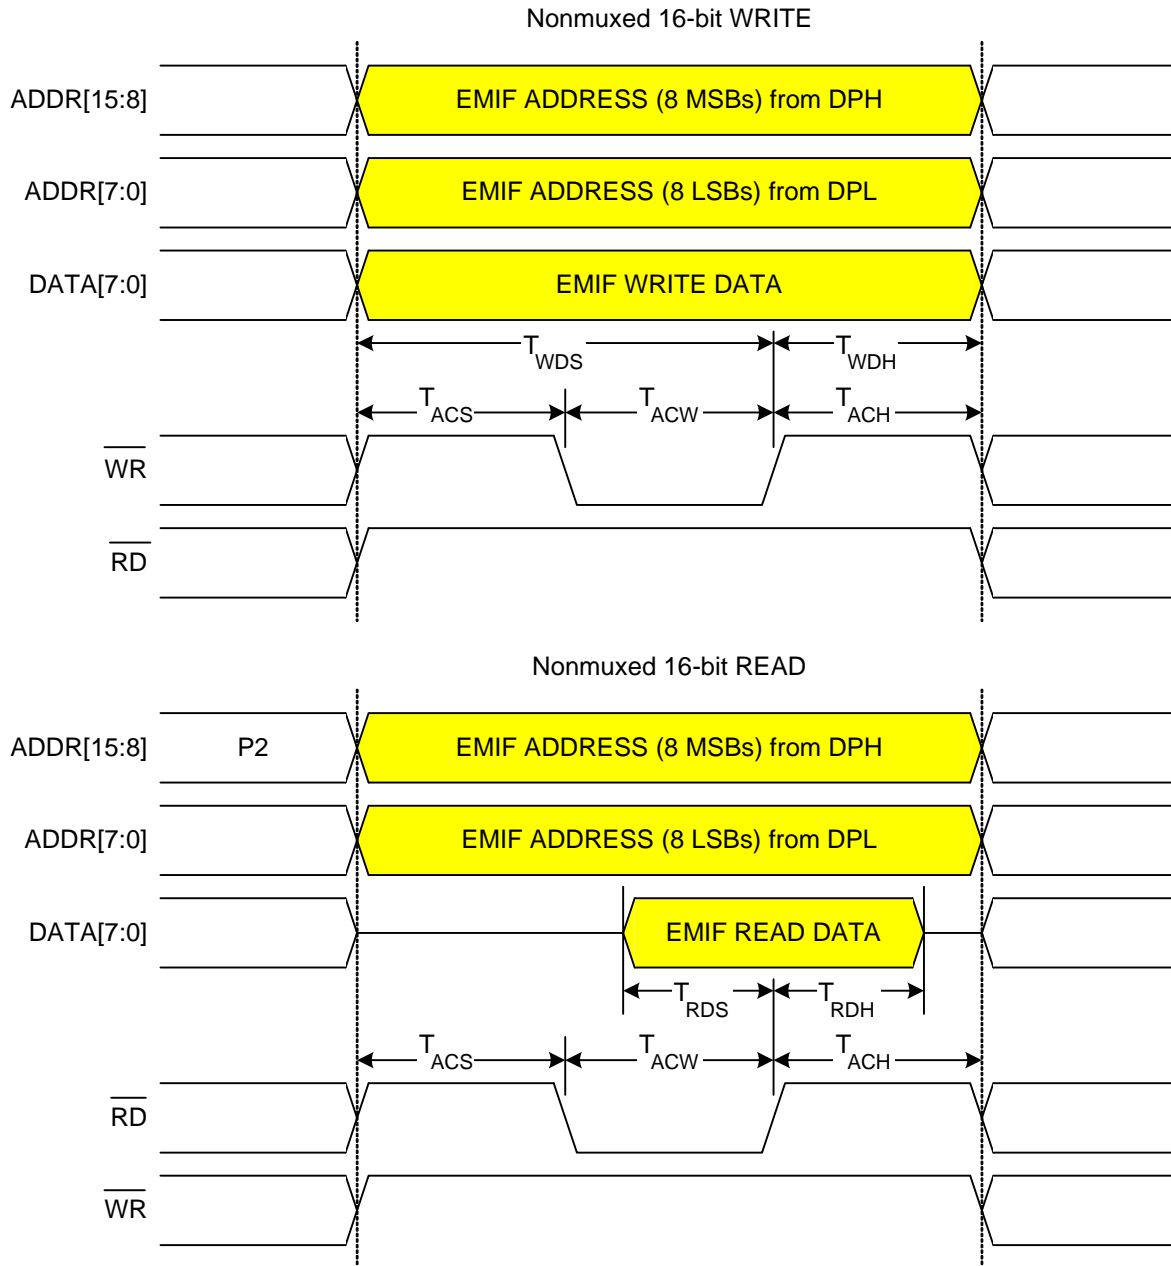 Nonmuxed 16-bit WRITE
ADDR[15:8] EMIF ADDRESS (8 MSBs) from DPH
ADDR[7:0] EMIF ADDRESS (8 LSBs) from DPL
DATA[7:0] EMIF WRITE DATA
TWDS TWDH
TACS TACW TACH
WR
RD
Nonmuxed 16-bit READ
ADDR[15:8] P2 EMIF ADDRESS (8 MSBs) from DPH
ADDR[7:0] EMIF ADDRESS (8 LSBs) from DPL
DATA[7:0] EMIF READ DATA
TRDS TRDH
TACS TACW TACH
RD
WR